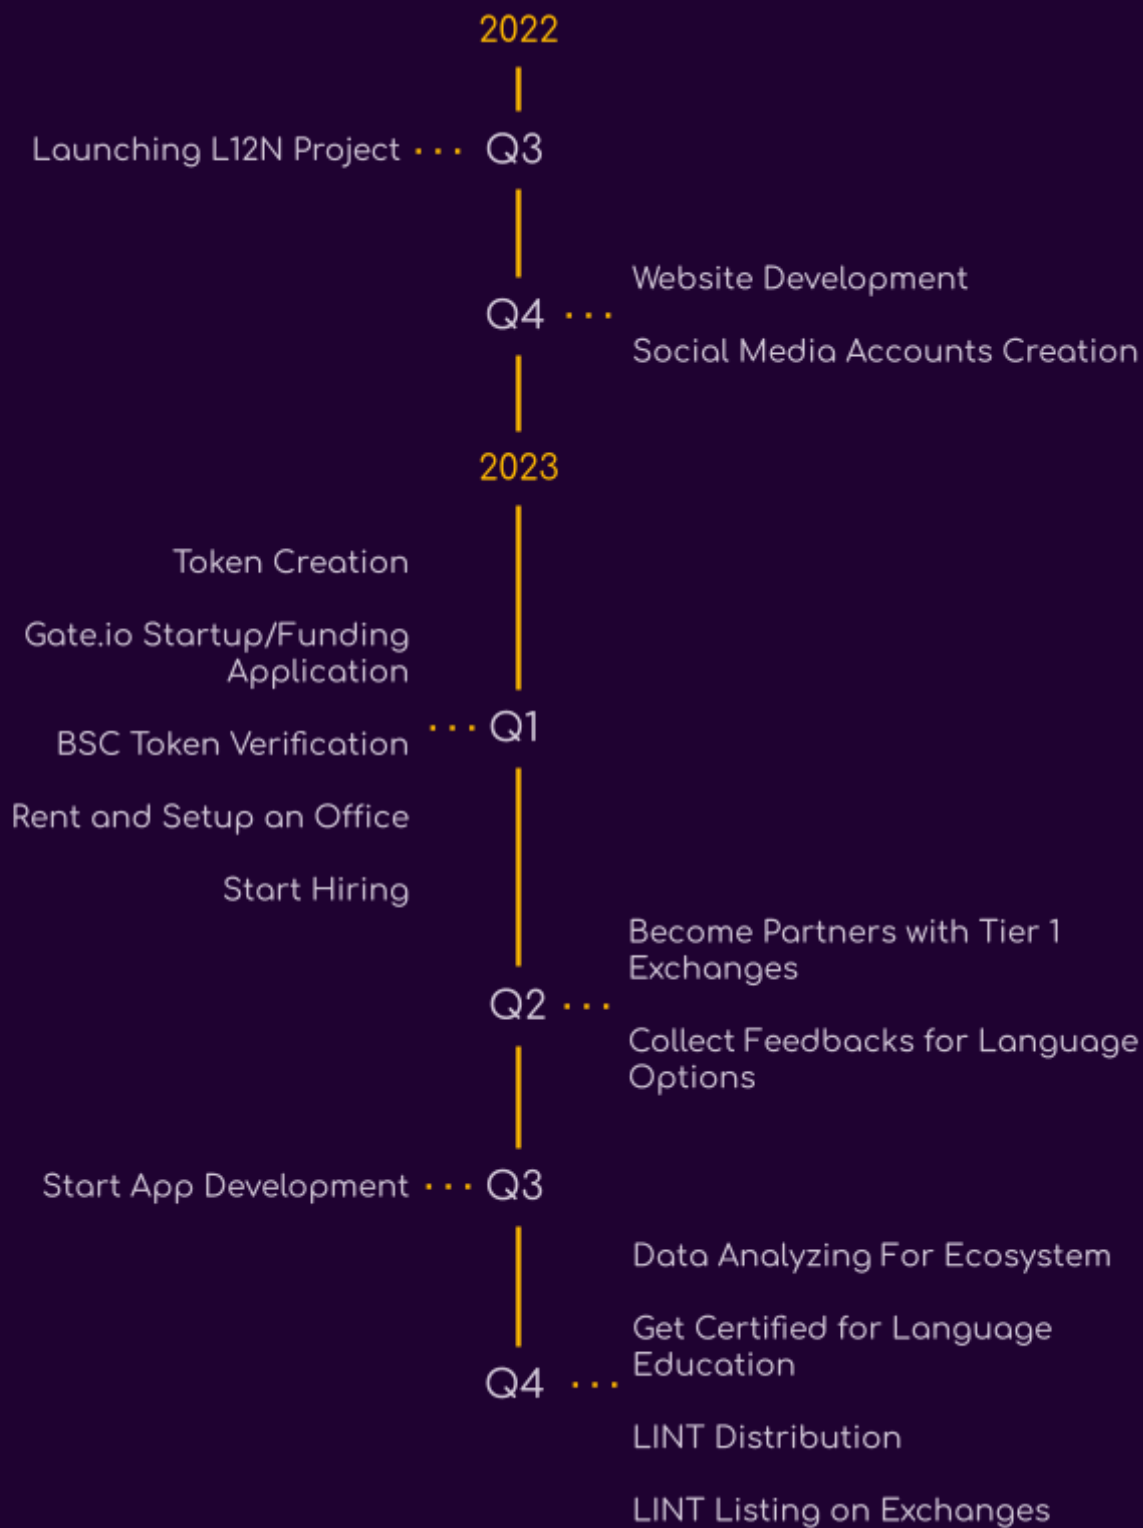 2022
Launching L12N Project ... Q3
Website Development
Q4 ...
Social Media Accounts Creation
2023
Token Creation
Gate.io Startup/Funding
Application
... Q1
BSC Token Verification
Rent and Setup an Office
Start Hiring
Become Partners with Tier 1
Exchanges
Q2 ...
Collect Feedbacks for Language
Options
Start App Development ... Q3
Data Analyzing For Ecosystem
Get Certified for Language
Education
Q4 ...
LINT Distribution
LINT Listing on Exchanges